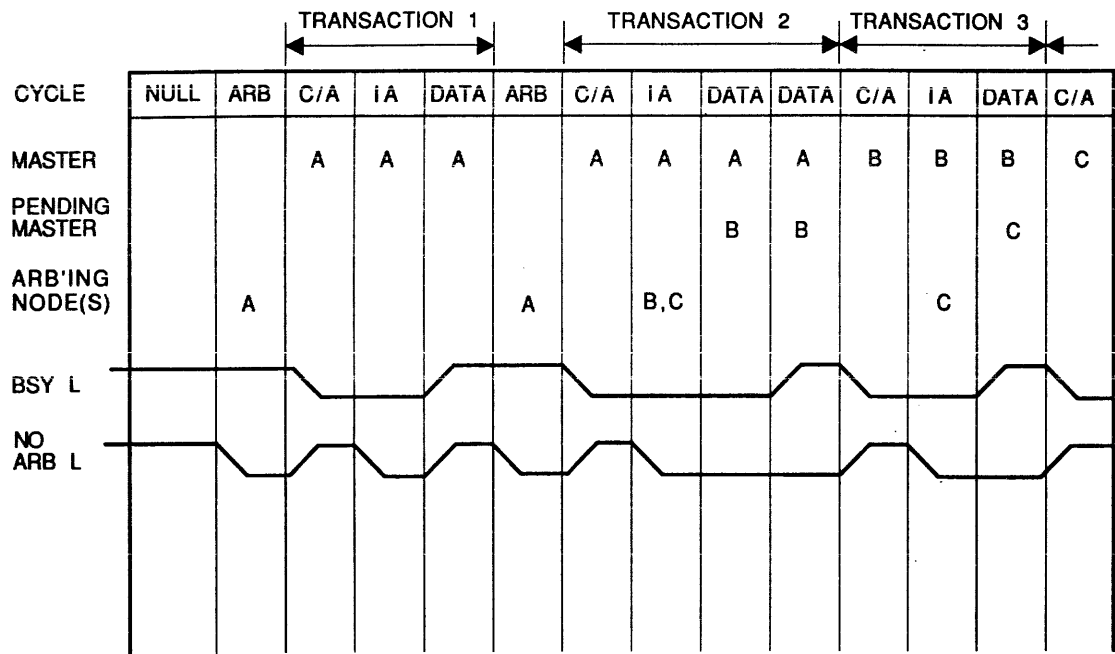 TRANSACTION 1 TRANSACTION 2 TRANSACTION 3
CYCLE NULL ARB C/A IA DATA ARB C/A IA DATA DATA C/A IA DATA C/A
MASTER A A A A A A A B B B C
PENDING
MASTER B B C
ARB'ING
NODE(S) A A B,C C
BSY L
NO
ARB L